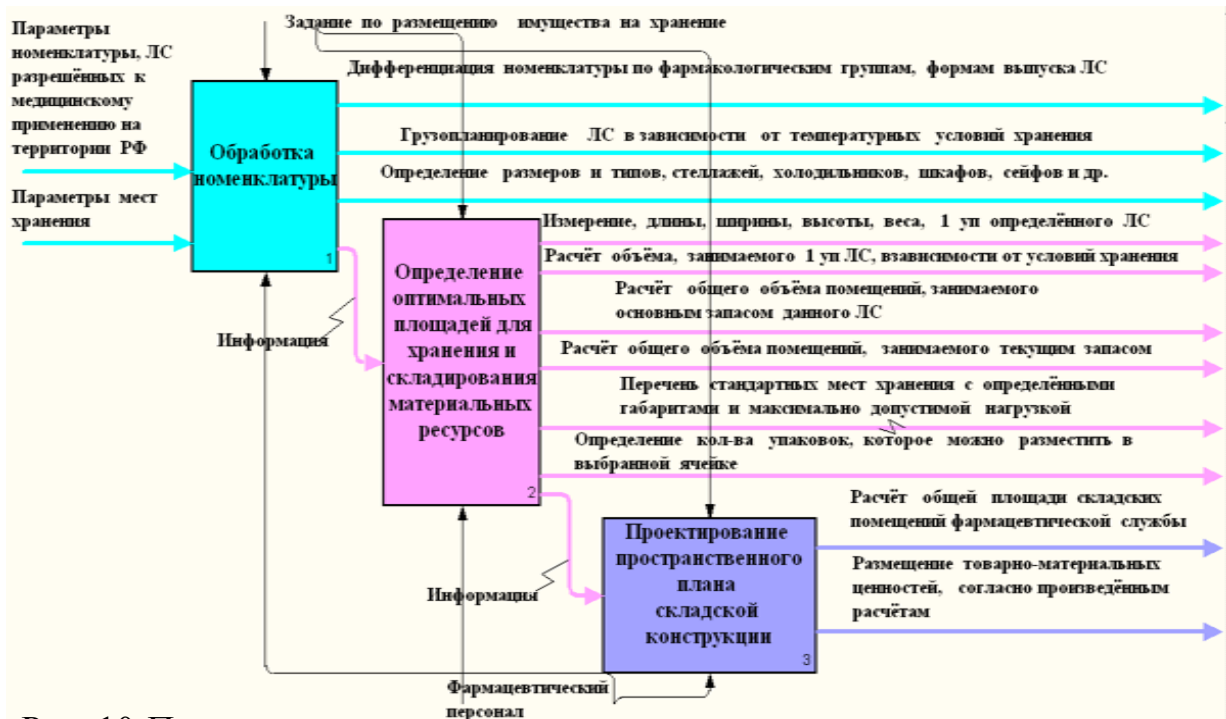 Параметры
номенклатуры, ЛС
разрешённых к
медицинскому
применению на
территории РФ
Параметры мест
хранения
Задание по размещению имущества на хранение
Обработка
номенклатуры
1
Дифференциация номенклатуры по фармакологическим группам, формам выпуска ЛС
Грузопланирование ЛС в зависимости от температурных условий хранения
Определение размеров и типов, стеллажей, холодильников, шкафов, сейфов и др.
Информация
Определение
оптимальных
площадей для
хранения и
складирования
материальных
ресурсов
2
Измерение, длины, ширины, высоты, веса, 1 уп определённого ЛС
Расчёт объёма, занимаемого 1 уп ЛС, взависимости от условий хранения
Расчёт общего объёма помещений, занимаемого
основным запасом данного ЛС
Расчёт общего объёма помещений, занимаемого текущим запасом
Перечень стандартных мест хранения с определёнными
габаритами и максимально допустимой нагрузкой
Определение кол-ва упаковок, которое можно разместить в
выбранной ячейке
Информация
Проектирование
пространственного
плана
складской
конструкции
3
Расчёт общей площади складских
помещений фармацевтической службы
Размещение товарно-материальных
ценностей, согласно произведённым
расчётам
Фармацевтический
персонал